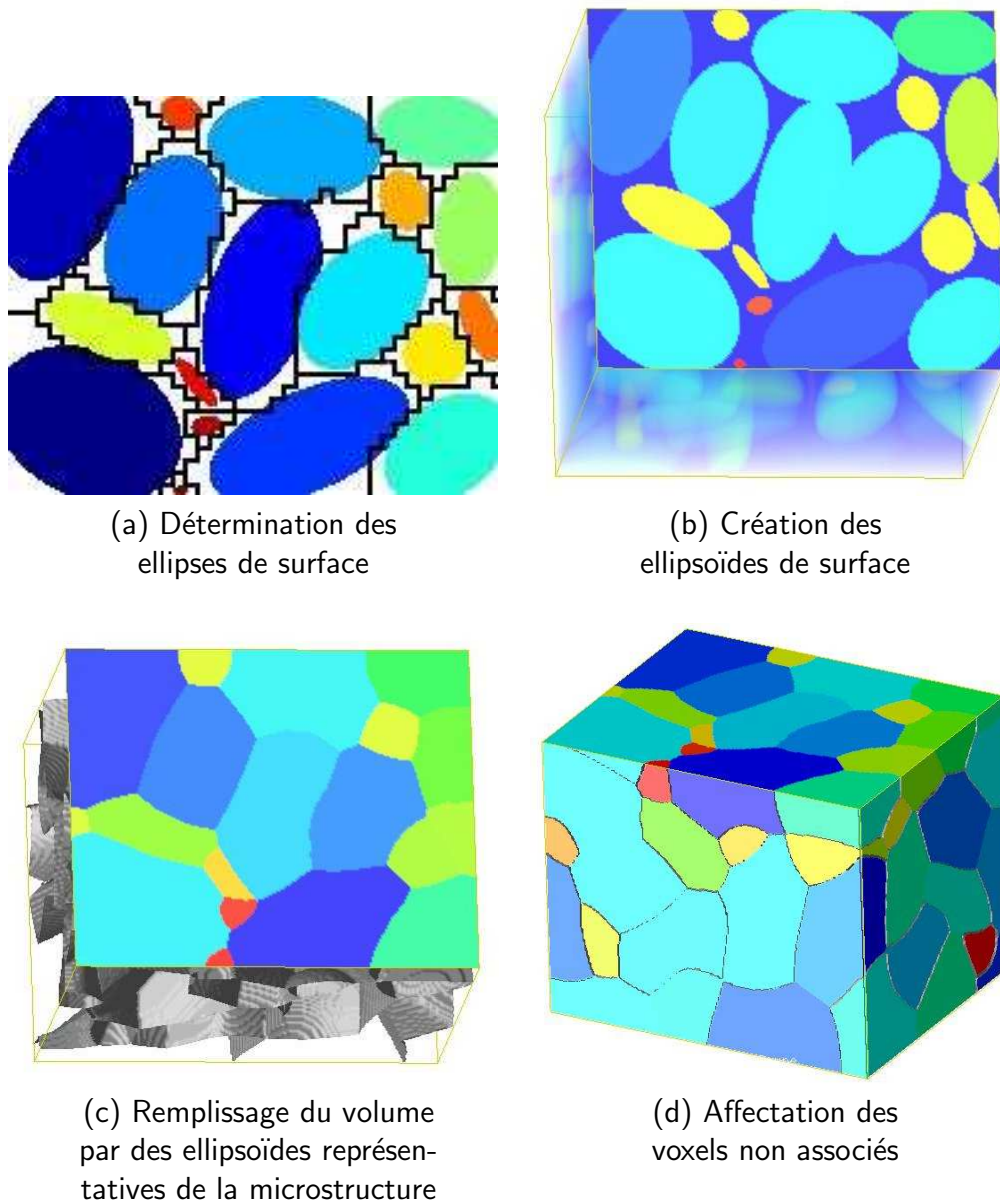 (a) Détermination des
ellipses de surface
(b) Création des
ellipsoïdes de surface
(c) Remplissage du volume
par des ellipsoïdes représen-
tatives de la microstructure
(d) Affectation des
voxels non associés